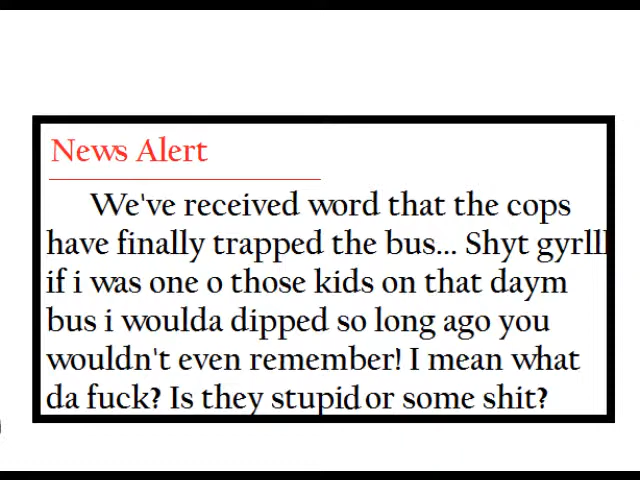 News Alert
We've received word that the cops
have finally trapped the bus... Shyt gyrlll
if i was one o those kids on that daym
bus i woulda dipped so long ago you
wouldn't even remember! I mean what
da fuck? Is they stupid or some shit?